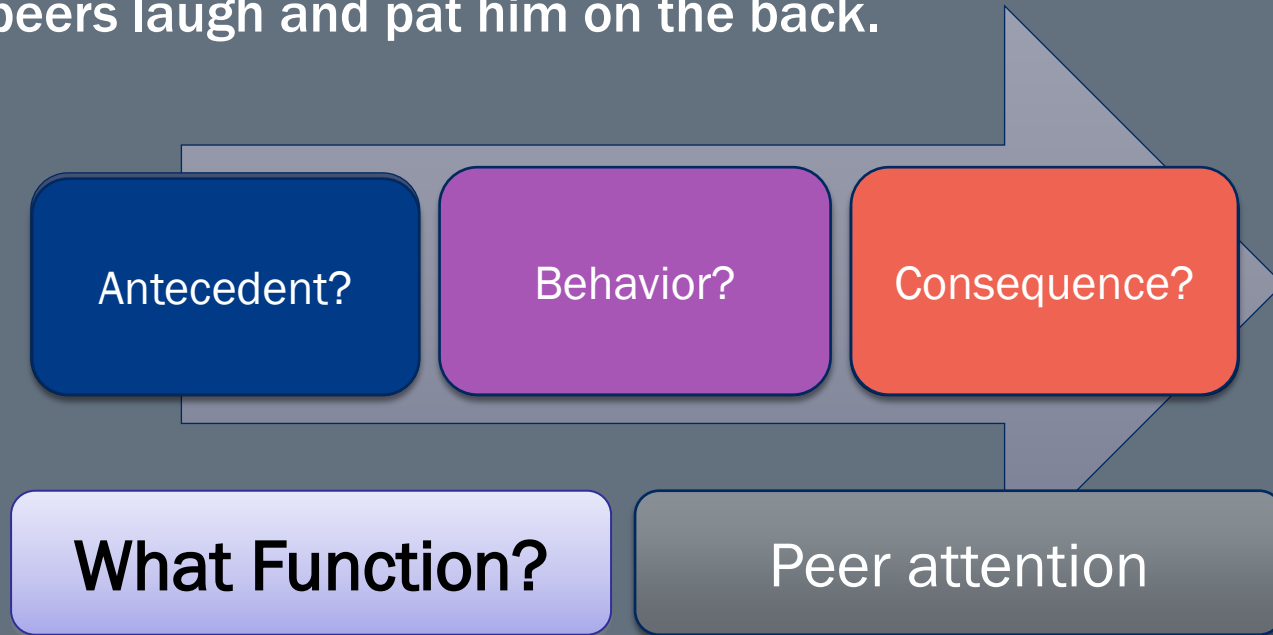 peers laugh and pat him on the back.
Antecedent?
Behavior?
Consequence?
What Function?
Peer attention